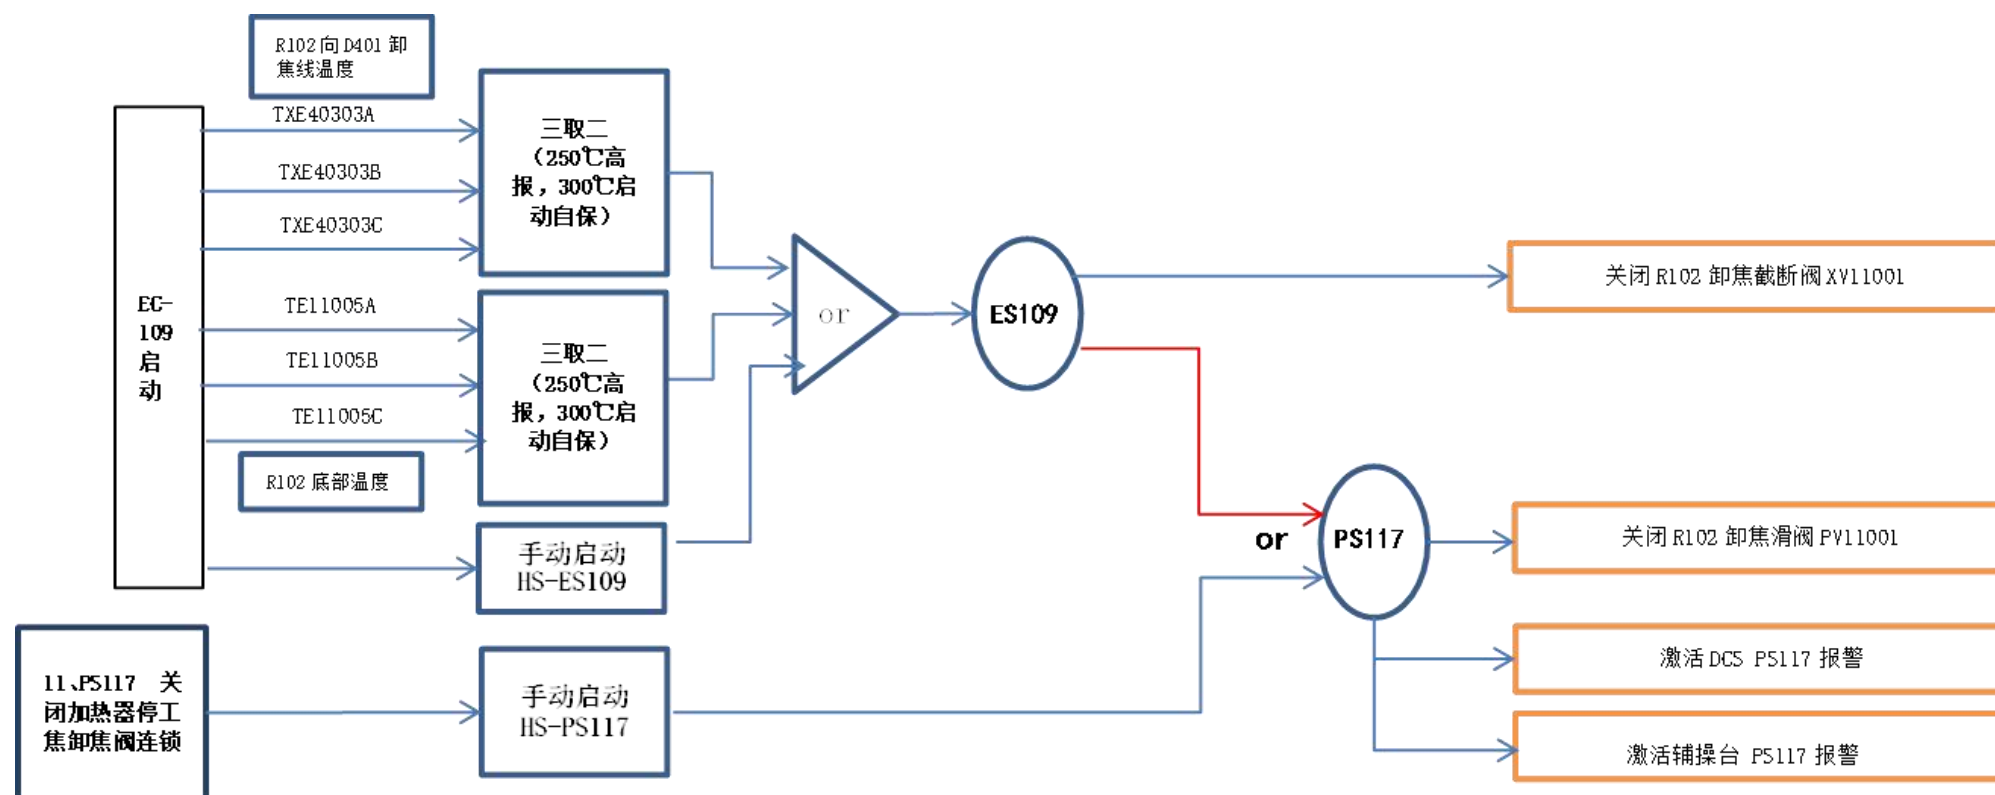 R102向D401卸
焦线温度
TXE40303A
TXE40303B
TXE40303C
三取二
（250℃高
报，300℃启
动自保）
EC-
109
启
动
TE11005A
TE11005B
TE11005C
R102底部温度
三取二
（250℃高
报，300℃启
动自保）
手动启动
HS-ES109
or
ES109
关闭R102卸焦截断阀XV11001
11、PS117 关
闭加热器停工
焦卸焦阀连锁
手动启动
HS-PS117
or
PS117
关闭R102卸焦滑阀PV11001
激活DCS PS117报警
激活辅操台 PS117报警